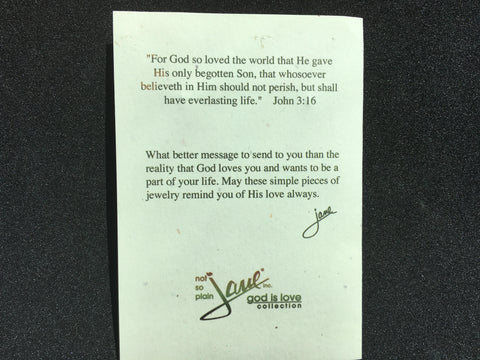 "For God so loved the world that He gave
His only begotten Son, that whosoever
believeth in Him should not perish, but shall
have everlasting life."   John 3:16
What better message to send to you than the
reality that God loves you and wants to be a
part of your life. May these simple pieces of
jewelry remind you of His love always.
jane
not
so
plain
Jane® inc.
god is love
collection